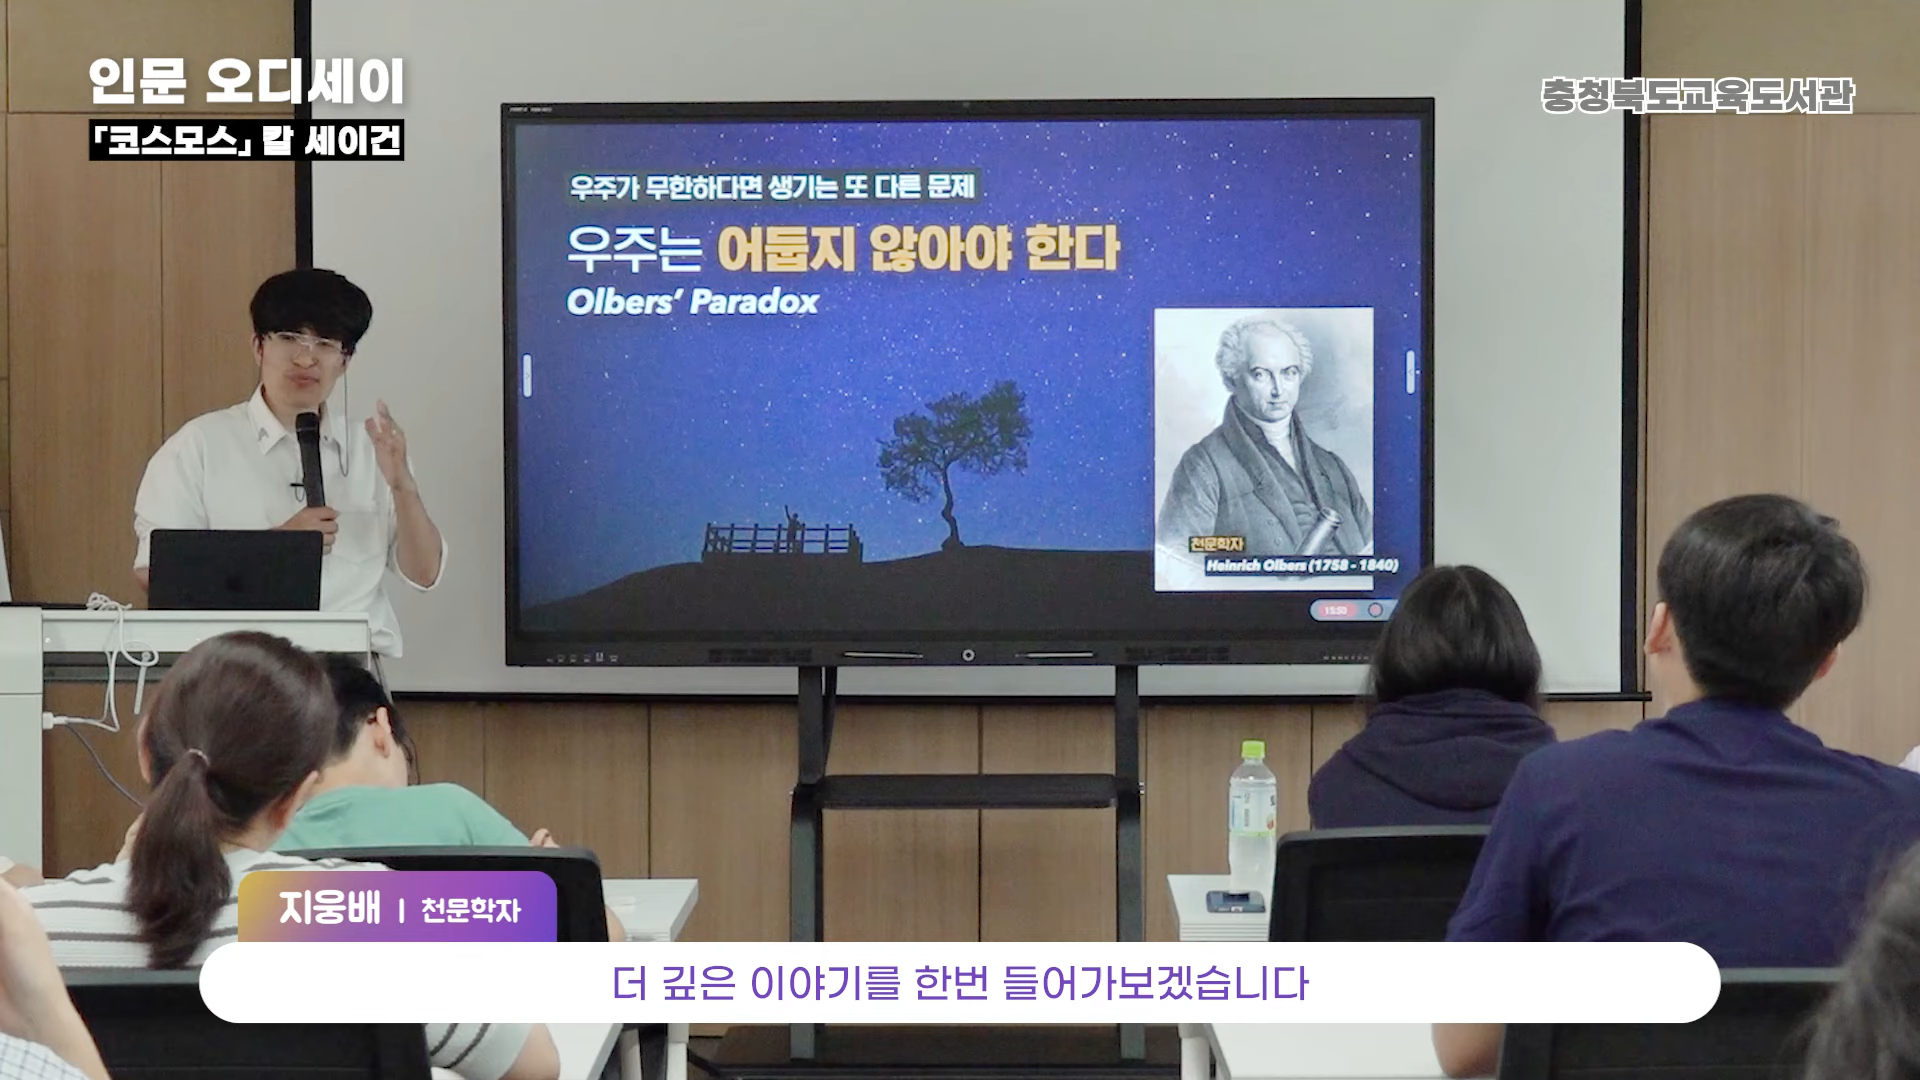 인문 오디세이
「코스모스」 칼 세이건
충청북도교육도서관
우주가 무한하다면 생기는 또 다른 문제
우주는 어둡지 않아야 한다
Olbers' Paradox
천문학자
Heinrich Olbers (1758 - 1840)
15:50
지웅배 | 천문학자
더 깊은 이야기를 한번 들어가보겠습니다